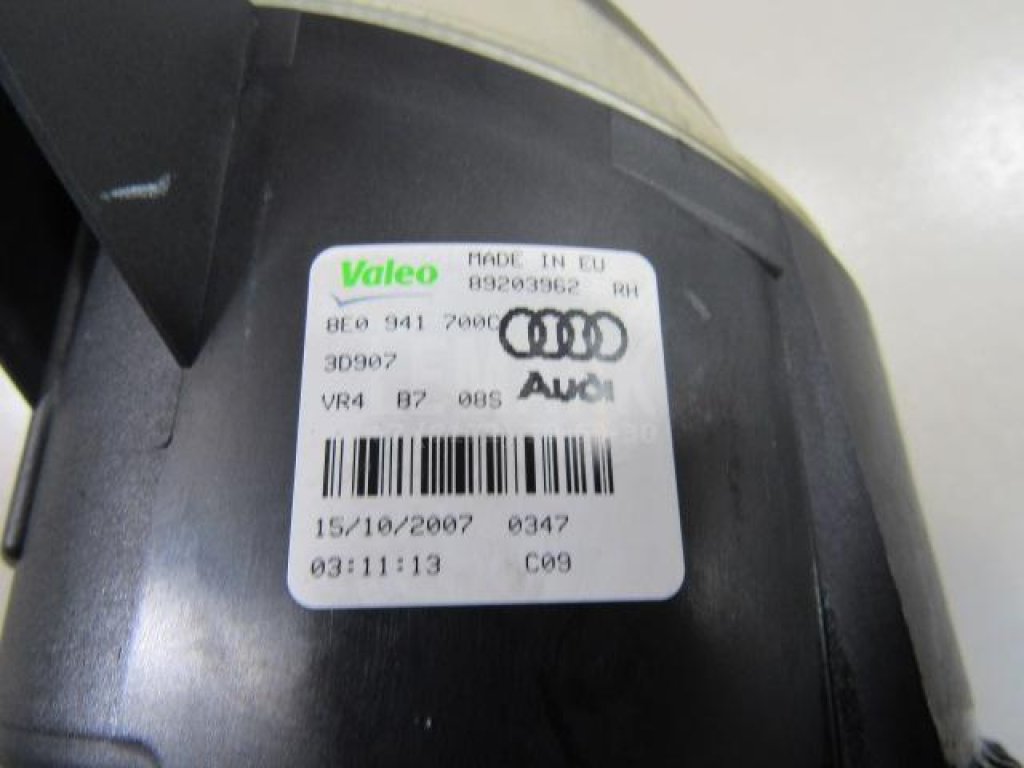 Valeo MADE IN EU
89203962 RH
8E0 941 700C
3D907
Audi
VR4 B7 08S
15/10/2007 0347
03:11:13 C09